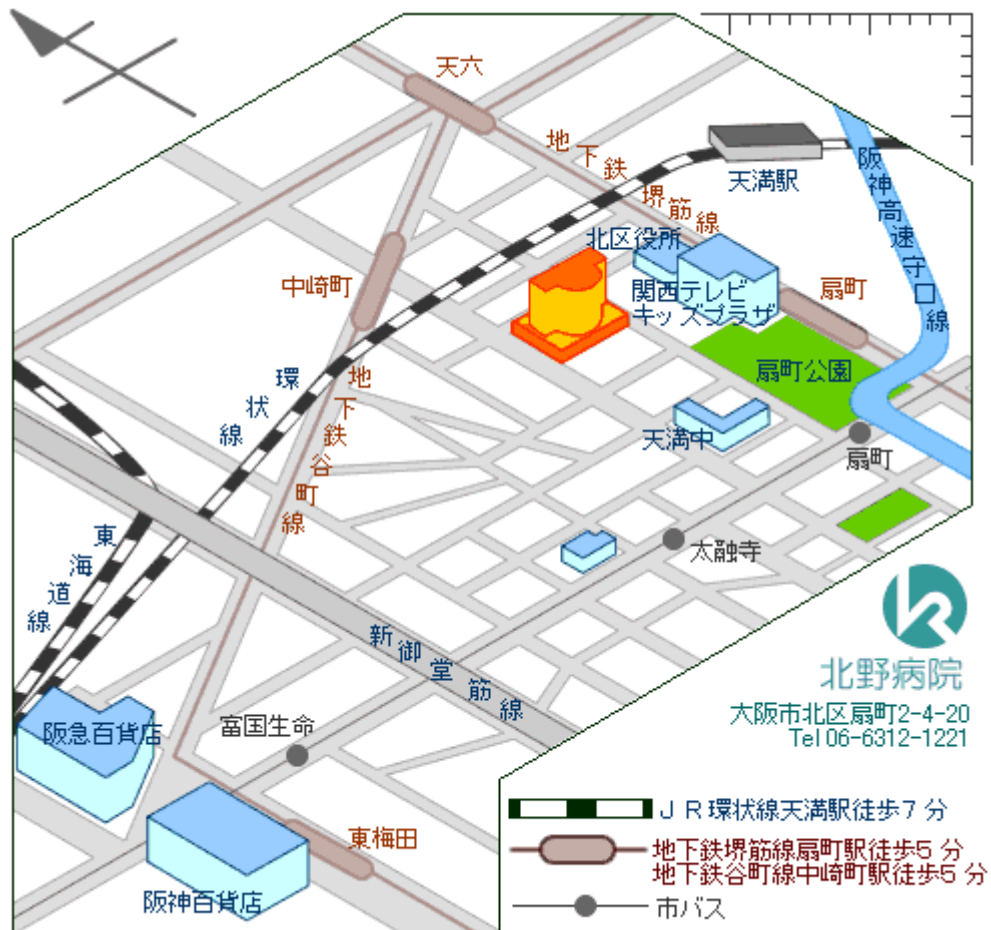 天六
地下鉄堺筋線
天満駅
阪神高速守口線
北区役所
関西テレビ
キッズプラザ
扇町
中崎町
扇町公園
環状線
地下鉄谷町線
天満中
扇町
太融寺
東海道線
新御堂筋線
北野病院
大阪市北区扇町2-4-20
Tel 06-6312-1221
阪急百貨店
富国生命
東梅田
阪神百貨店
ＪＲ環状線天満駅徒歩7分
地下鉄堺筋線扇町駅徒歩5分
地下鉄谷町線中崎町駅徒歩5分
市バス